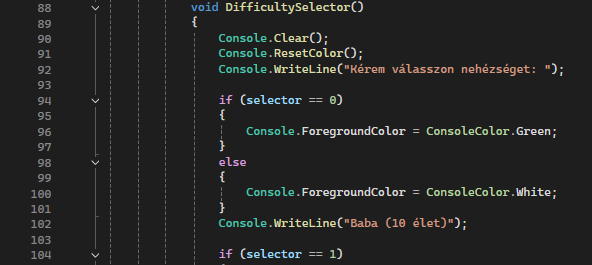 88 void DifficultySelector()
89 {
90 Console.Clear();
91 Console.ResetColor();
92 Console.WriteLine("Kérem válasszon nehézséget: ");
93
94 if (selector == 0)
95 {
96 Console.ForegroundColor = ConsoleColor.Green;
97 }
98 else
99 {
100 Console.ForegroundColor = ConsoleColor.White;
101 }
102 Console.WriteLine("Baba (10 élet)");
103
104 if (selector == 1)